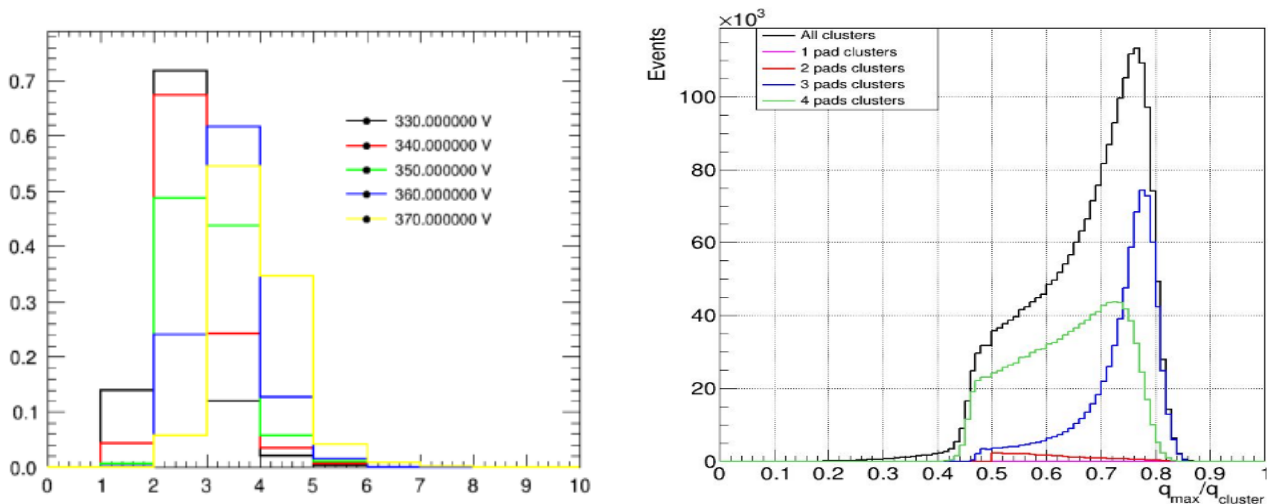 0.7
0.6
0.5
0.4
0.3
0.2
0.1
0.0
0 1 2 3 4 5 6 7 8 9 10
330.000000 V
340.000000 V
350.000000 V
360.000000 V
370.000000 V
×10³
Events
100
80
60
40
20
0
0 0.1 0.2 0.3 0.4 0.5 0.6 0.7 0.8 0.9 1
q_max/q_cluster
All clusters
1 pad clusters
2 pads clusters
3 pads clusters
4 pads clusters